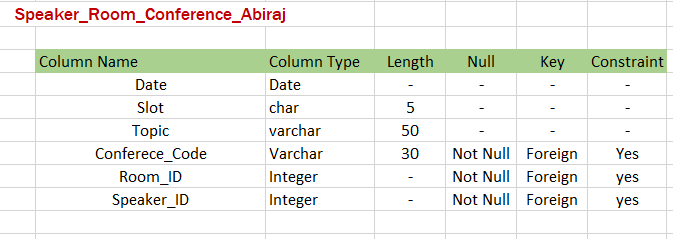 Speaker_Room_Conference_Abiraj
Column Name Column Type Length Null Key Constraint
Date Date - - - -
Slot char 5 - - -
Topic varchar 50 - - -
Conferece_Code Varchar 30 Not Null Foreign Yes
Room_ID Integer - Not Null Foreign yes
Speaker_ID Integer - Not Null Foreign yes